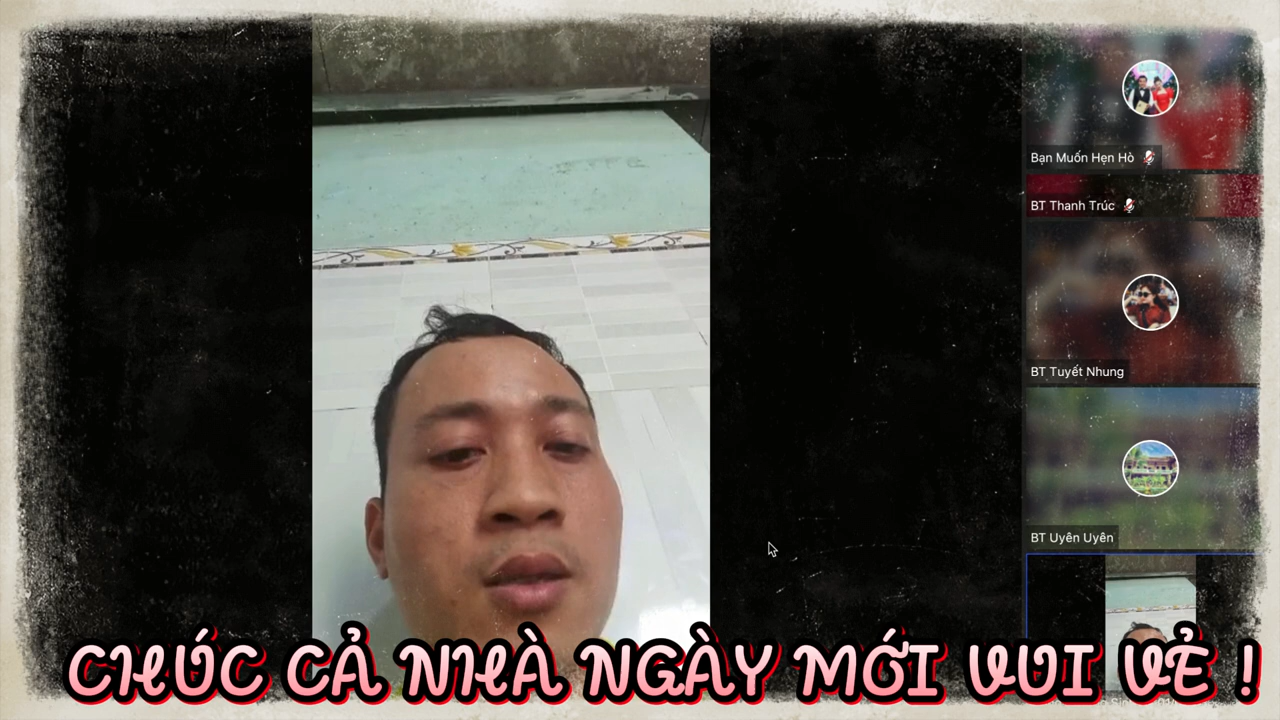 Bạn Muốn Hẹn Hò
BT Thanh Trúc
BT Tuyết Nhung
BT Uyên Uyên
CHÚC CẢ NHÀ NGÀY MỚI VUI VẺ !